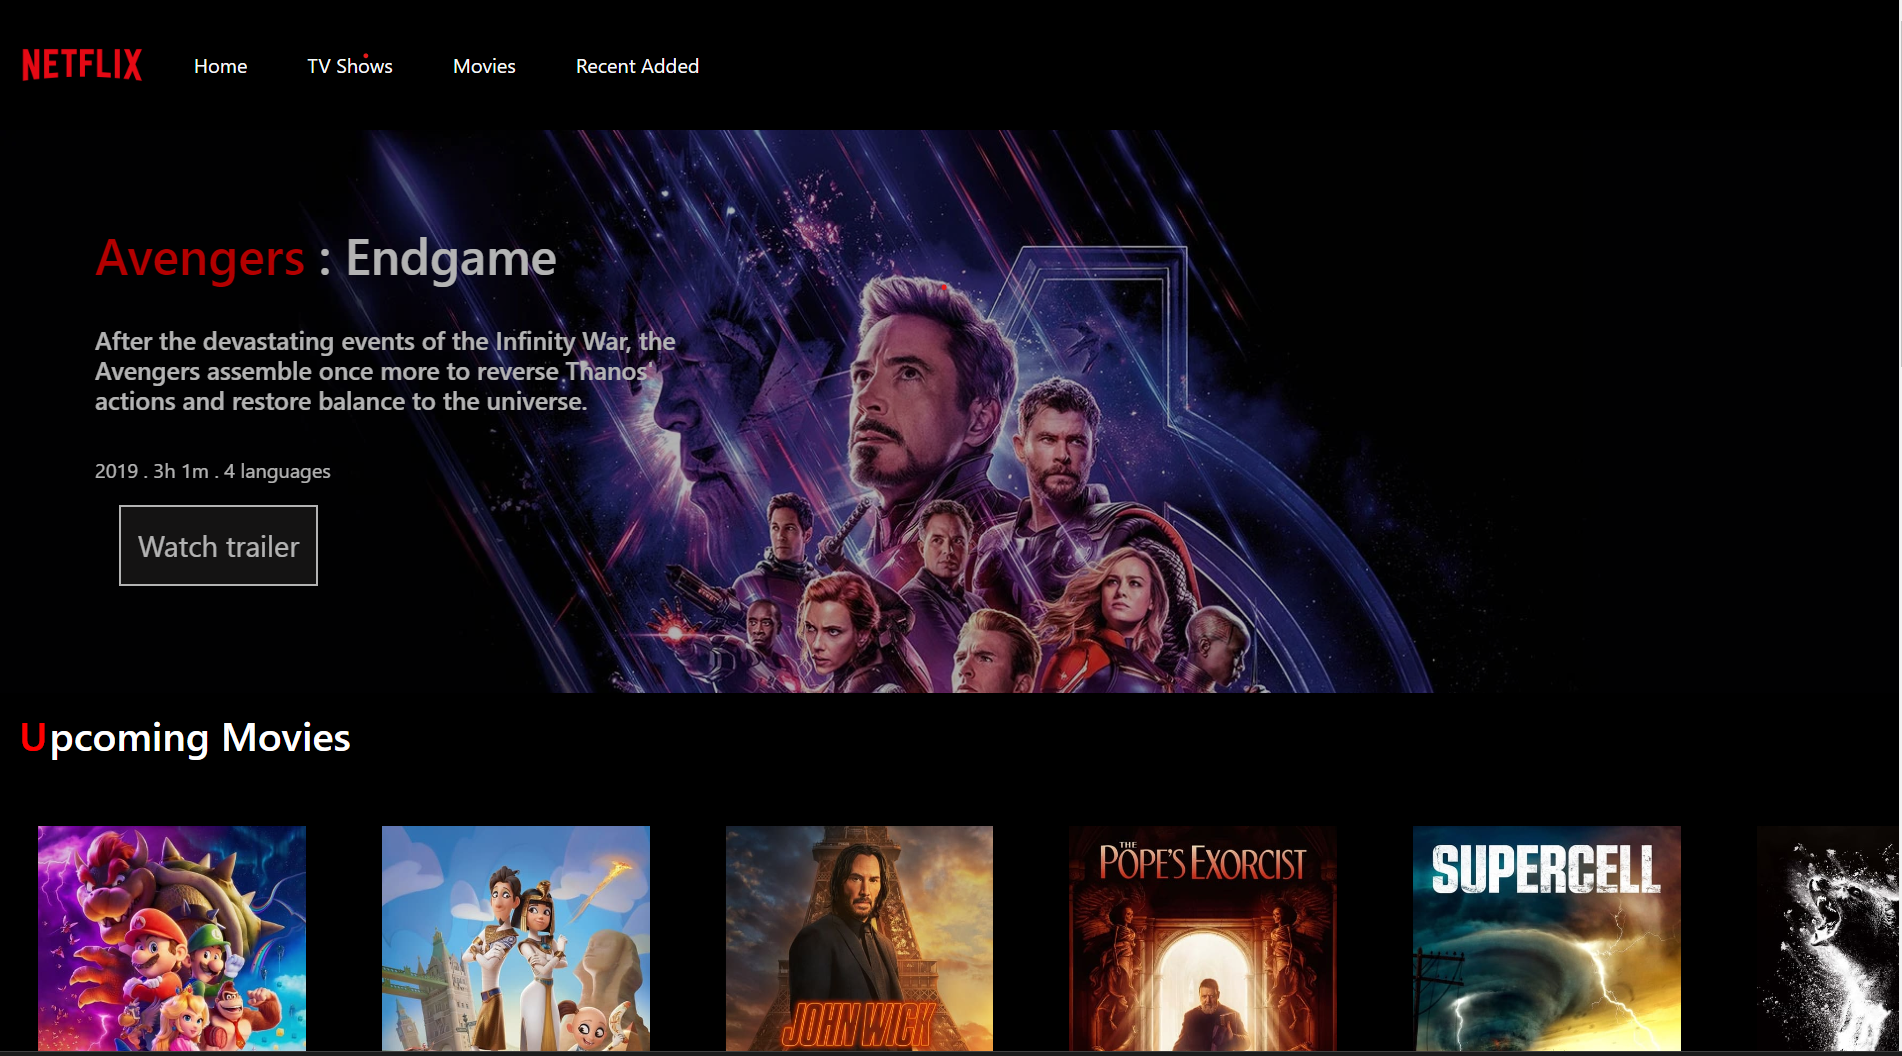 NETFLIX
Home
TV Shows
Movies
Recent Added
Avengers : Endgame
After the devastating events of the Infinity War, the
Avengers assemble once more to reverse Thanos'
actions and restore balance to the universe.
2019 . 3h 1m . 4 languages
Watch trailer
Upcoming Movies
JOHN WICK
THE
POPE'S EXORCIST
SUPERCELL